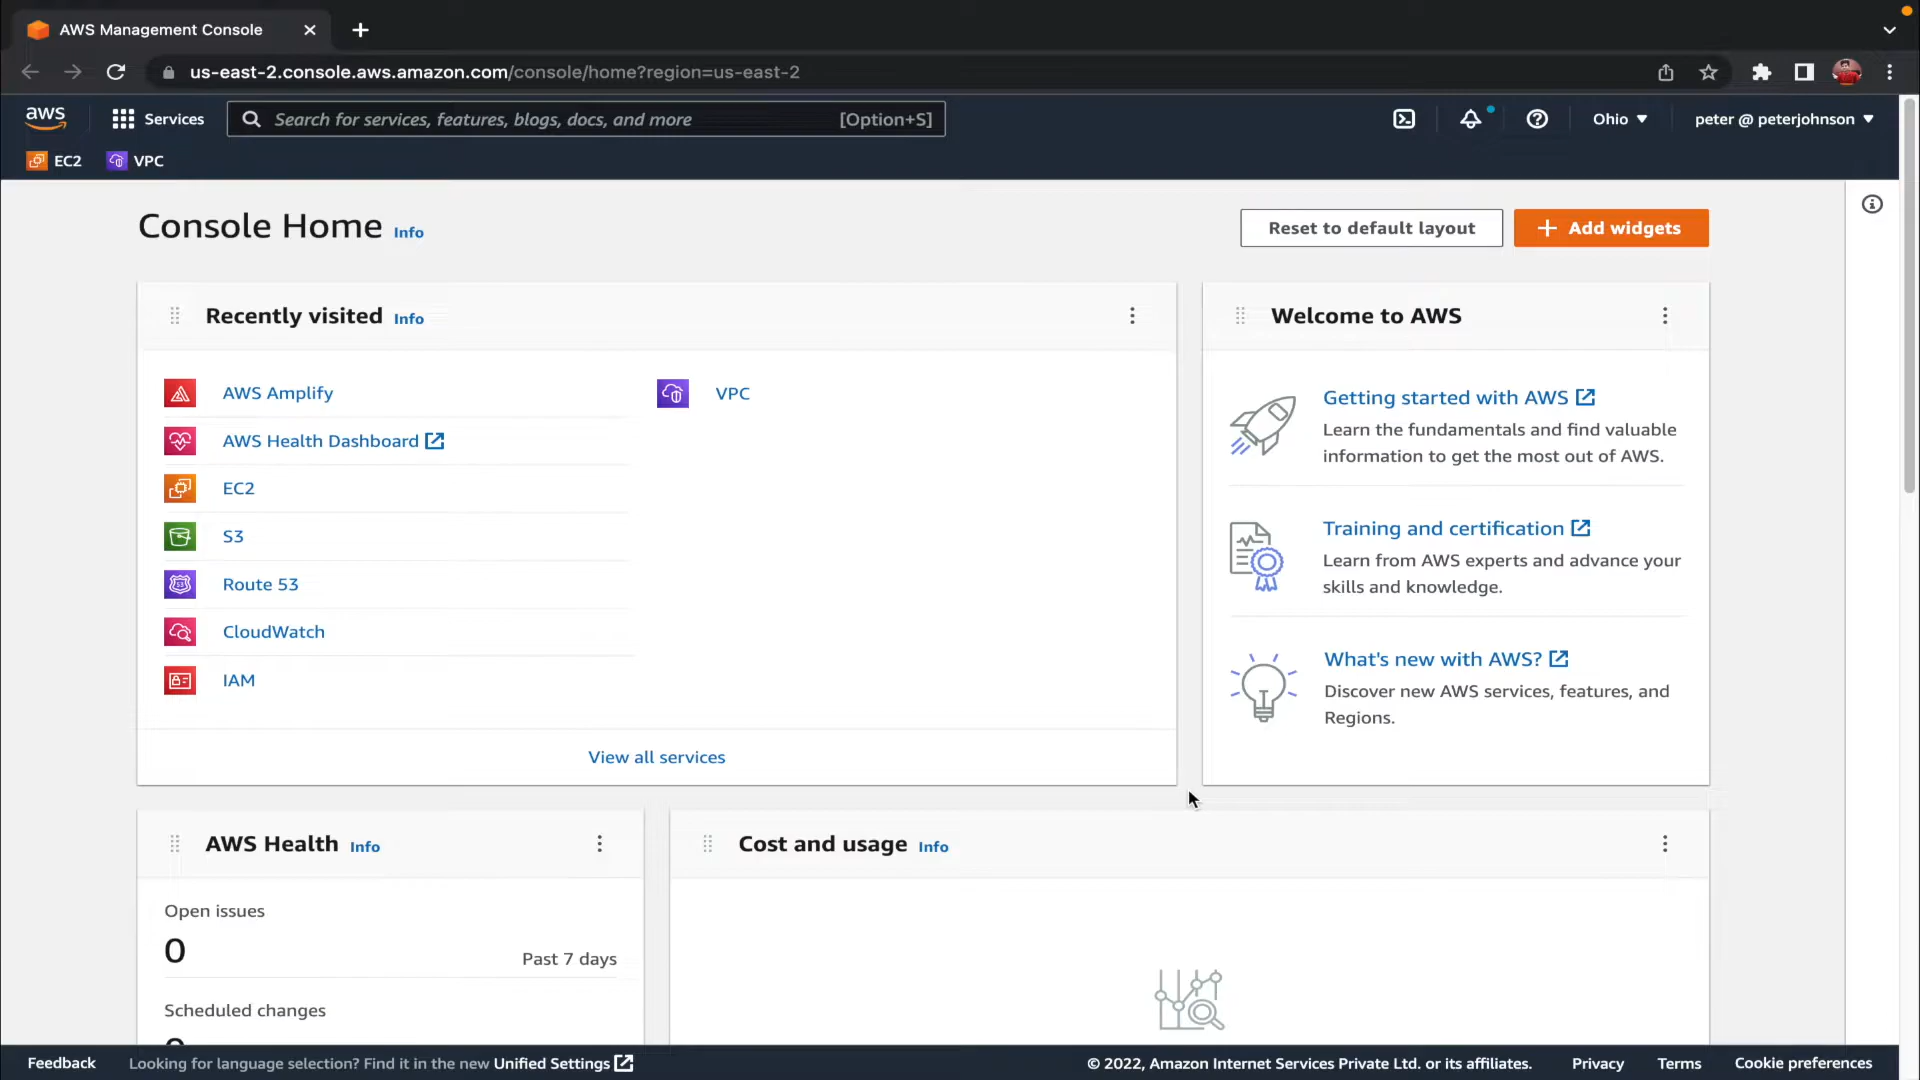 AWS Management Console
us-east-2.console.aws.amazon.com/console/home?region=us-east-2
aws
Services
Search for services, features, blogs, docs, and more
[Option+S]
Ohio
peter @ peterjohnson
EC2
VPC
Console Home
Info
Reset to default layout
Add widgets
Recently visited
Info
AWS Amplify
AWS Health Dashboard
EC2
S3
Route 53
CloudWatch
IAM
VPC
View all services
Welcome to AWS
Getting started with AWS
Learn the fundamentals and find valuable
information to get the most out of AWS.
Training and certification
Learn from AWS experts and advance your
skills and knowledge.
What's new with AWS?
Discover new AWS services, features, and
Regions.
AWS Health
Info
Open issues
0
Past 7 days
Scheduled changes
Cost and usage
Info
Feedback
Looking for language selection? Find it in the new Unified Settings
© 2022, Amazon Internet Services Private Ltd. or its affiliates.
Privacy
Terms
Cookie preferences